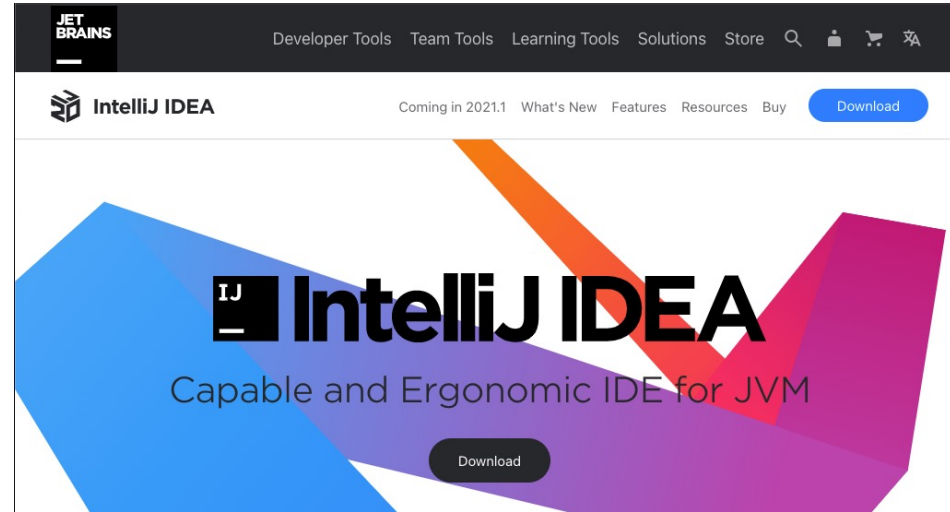 JET
BRAINS
Developer Tools Team Tools Learning Tools Solutions Store
IntelliJ IDEA
Coming in 2021.1 What's New Features Resources Buy Download
IJ
IntelliJ IDEA
Capable and Ergonomic IDE for JVM
Download